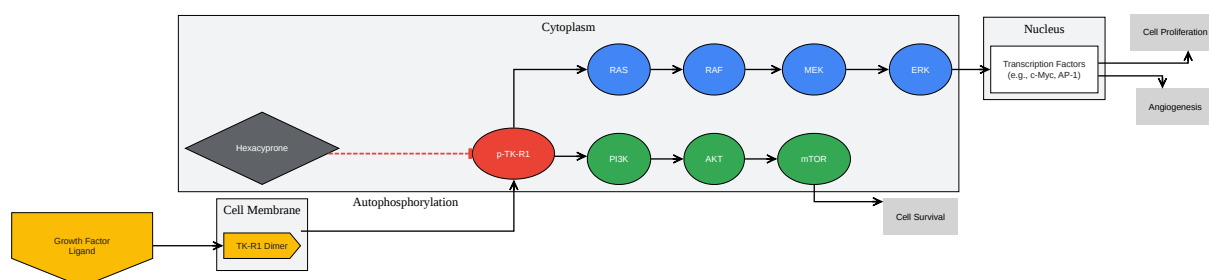 Cytoplasm
Nucleus
Cell Proliferation
RAS
RAF
MEK
ERK
Transcription Factors
(e.g., c-Myc, AP-1)
Angiogenesis
Hexacyprone
p-TK-R1
PI3K
AKT
mTOR
Autophosphorylation
Cell Membrane
Cell Survival
Growth Factor
Ligand
TK-R1 Dimer